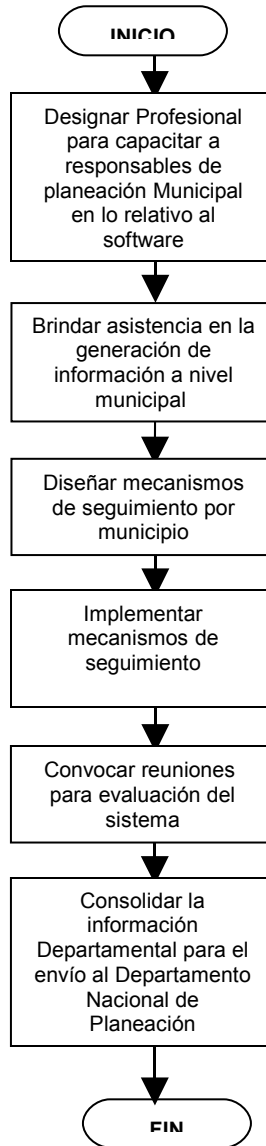 INICIO
Designar Profesional
para capacitar a
responsables de
planeación Municipal
en lo relativo al
software
Brindar asistencia en la
generación de
información a nivel
municipal
Diseñar mecanismos
de seguimiento por
municipio
Implementar
mecanismos de
seguimiento
Convocar reuniones
para evaluación del
sistema
Consolidar la
información
Departamental para el
envío al Departamento
Nacional de
Planeación
FIN